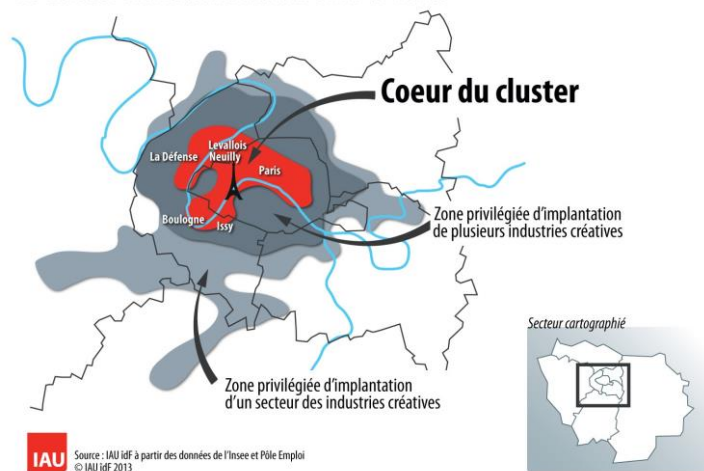 Coeur du cluster
Levallois
La Défense
Neuilly
Paris
Boulogne
Issy
Zone privilégiée d'implantation
de plusieurs industries créatives
Secteur cartographié
Zone privilégiée d'implantation
d'un secteur des industries créatives
IAU
Source : IAU îdF à partir des données de l'Insee et Pôle Emploi
© IAU îdF 2013